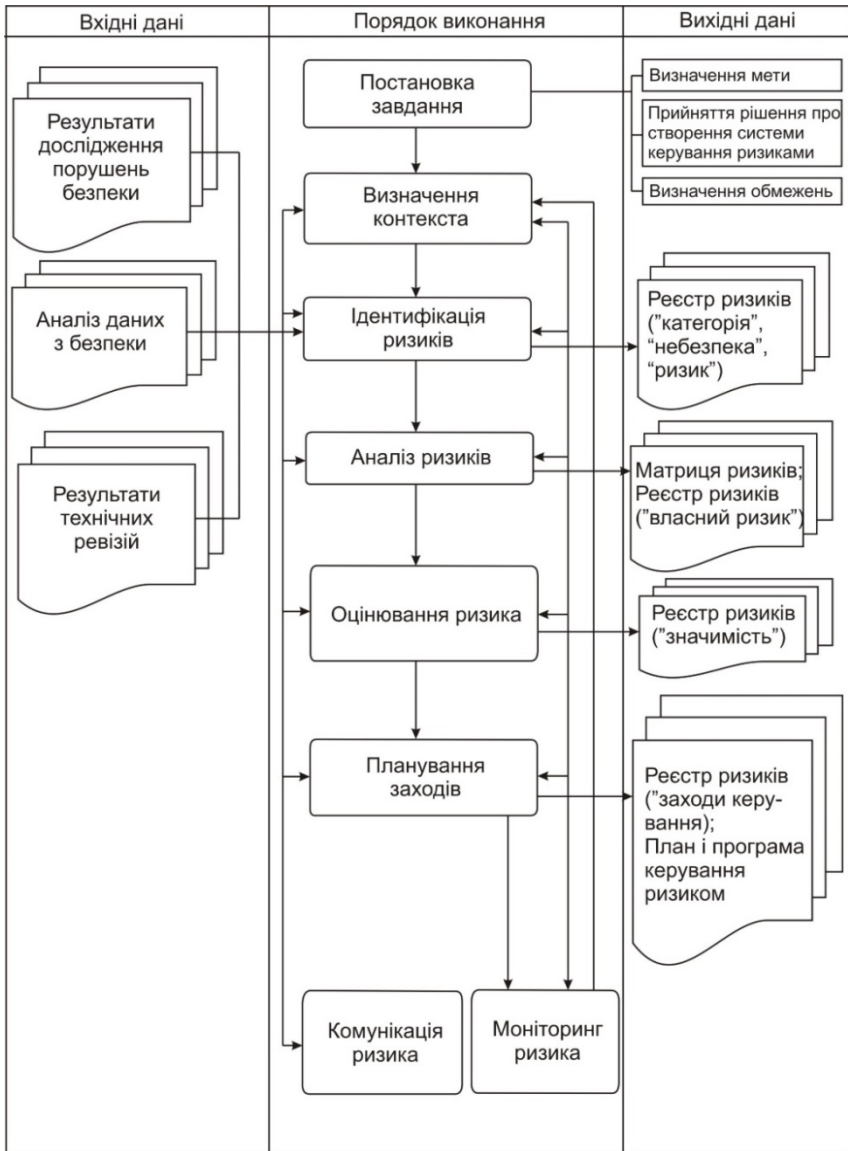 Вхідні дані
Порядок виконання
Вихідні дані
Результати
дослідження
порушень
безпеки
Аналіз даних
з безпеки
Результати
технічних
ревізій
Постановка
завдання
Визначення
контекста
Ідентифікація
ризиків
Аналіз ризиків
Оцінювання ризика
Планування
заходів
Комунікація
ризика
Моніторинг
ризика
Визначення мети
Прийняття рішення про
створення системи
керування ризиками
Визначення обмежень
Реєстр ризиків
(”категорія”,
“небезпека”,
“ризик”)
Матриця ризиків;
Реєстр ризиків
(”власний ризик”)
Реєстр ризиків
(”значимість”)
Реєстр ризиків
(”заходи керу-
вання);
План і програма
керування
ризиком